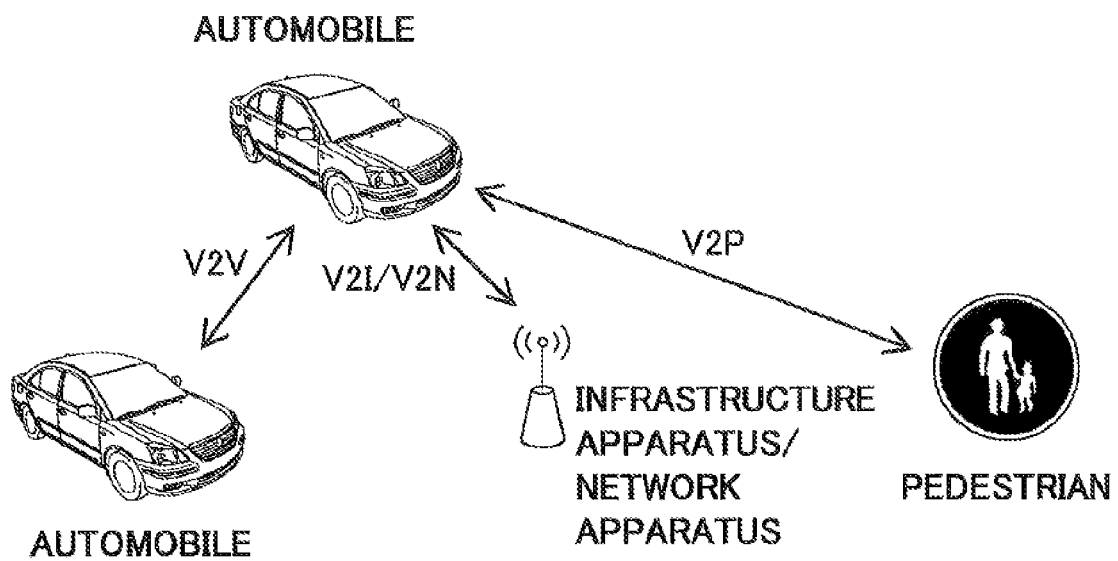 AUTOMOBILE
V2P
V2V
V2I/V2N
INFRASTRUCTURE
APPARATUS/
NETWORK
APPARATUS
PEDESTRIAN
AUTOMOBILE